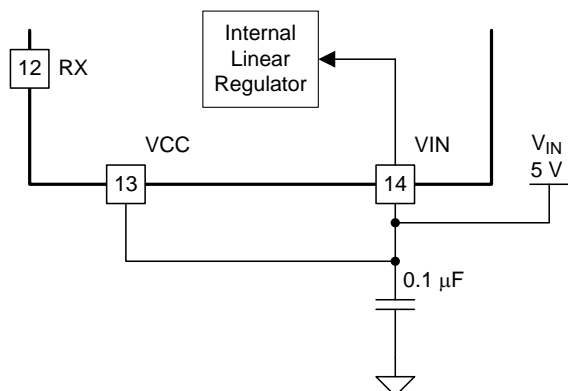 Internal
Linear
Regulator
12 RX
VCC
VIN
V_IN
5 V
13
14
0.1 μF